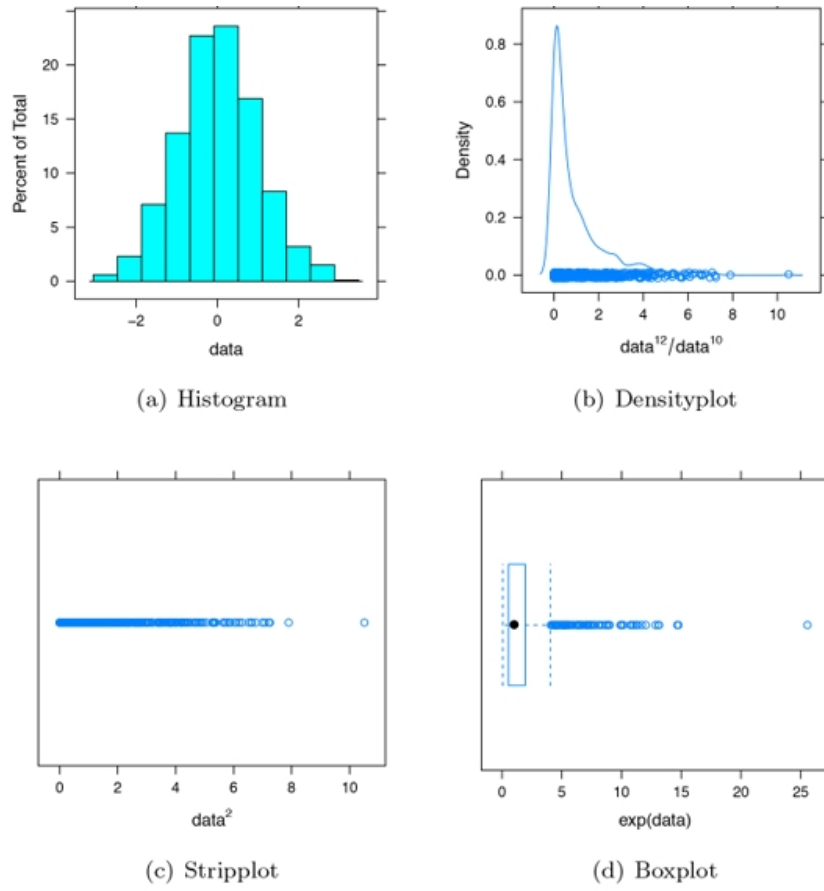 Percent of Total
20
15
10
5
0
−2
0
2
data
(a) Histogram
Density
0.8
0.6
0.4
0.2
0.0
0 2 4 6 8 10
data¹²/data¹⁰
(b) Densityplot
0 2 4 6 8 10
data²
(c) Stripplot
0 5 10 15 20 25
exp(data)
(d) Boxplot